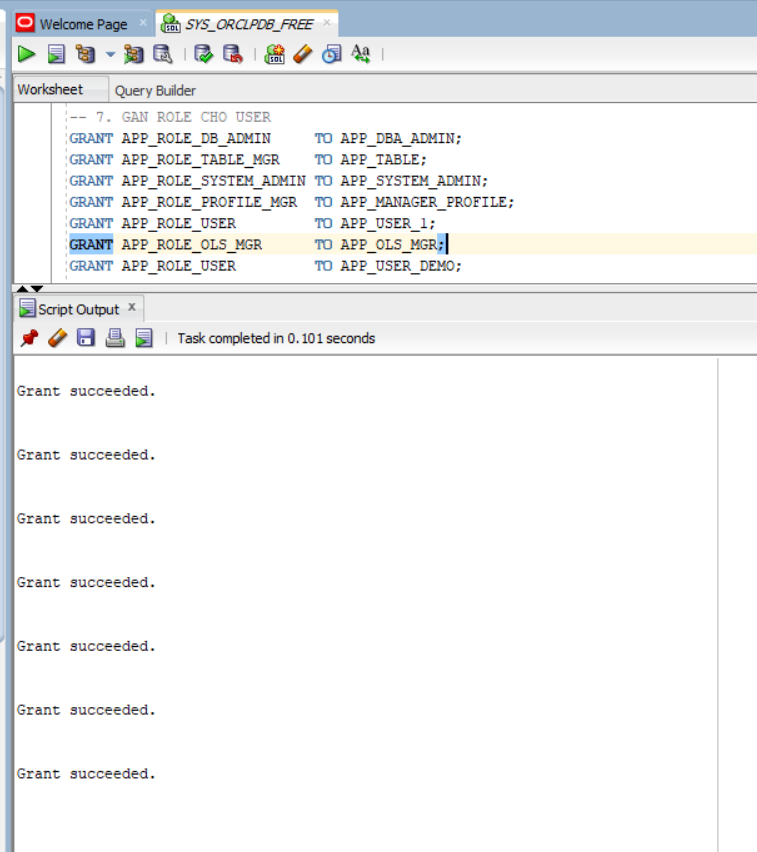 Welcome Page
SYS_ORCLPDB_FREE
Worksheet
Query Builder
-- 7. GAN ROLE CHO USER
GRANT APP_ROLE_DB_ADMIN TO APP_DBA_ADMIN;
GRANT APP_ROLE_TABLE_MGR TO APP_TABLE;
GRANT APP_ROLE_SYSTEM_ADMIN TO APP_SYSTEM_ADMIN;
GRANT APP_ROLE_PROFILE_MGR TO APP_MANAGER_PROFILE;
GRANT APP_ROLE_USER TO APP_USER_1;
GRANT APP_ROLE_OLS_MGR TO APP_OLS_MGR;
GRANT APP_ROLE_USER TO APP_USER_DEMO;
Script Output
Task completed in 0.101 seconds
Grant succeeded.
Grant succeeded.
Grant succeeded.
Grant succeeded.
Grant succeeded.
Grant succeeded.
Grant succeeded.